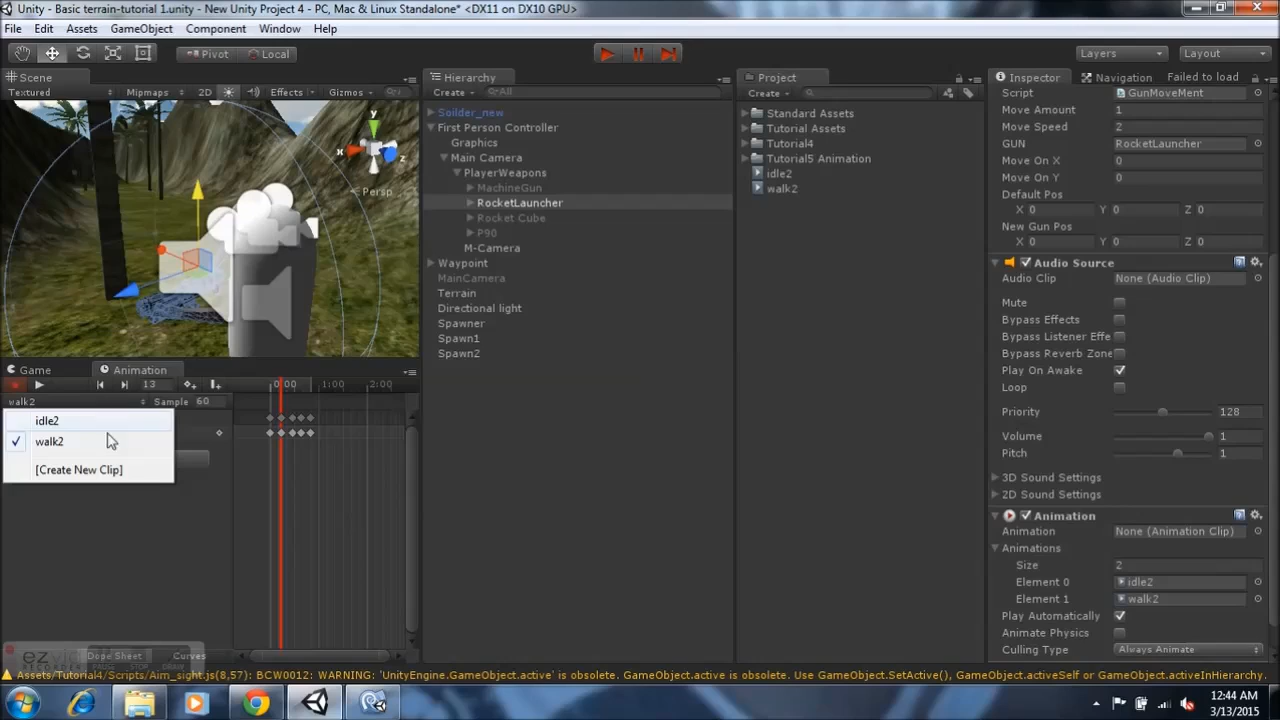 Unity - Basic terrain-tutorial 1.unity - New Unity Project 4 - PC, Mac & Linux Standalone* <DX11 on DX10 GPU>
File Edit Assets GameObject Component Window Help
Pivot Local Layers Layout
Scene
Textured Mipmaps 2D Effects Gizmos All
y
x
z
Persp
Game Animation
13 0:00 1:00 2:00
walk2 Sample 60
idle2
walk2
[Create New Clip]
Dope Sheet Curves
Hierarchy
Create All
Soilder_new
First Person Controller
Graphics
Main Camera
PlayerWeapons
MachineGun
RocketLauncher
Rocket Cube
P90
M-Camera
Waypoint
MainCamera
Terrain
Directional light
Spawner
Spawn1
Spawn2
Project
Create
Standard Assets
Tutorial Assets
Tutorial4
Tutorial5 Animation
idle2
walk2
Inspector Navigation Failed to load
Script GunMoveMent
Move Amount 1
Move Speed 2
GUN RocketLauncher
Move On X 0
Move On Y 0
Default Pos
X 0 Y 0 Z 0
New Gun Pos
X 0 Y 0 Z 0
Audio Source
Audio Clip None (Audio Clip)
Mute
Bypass Effects
Bypass Listener Effe
Bypass Reverb Zone
Play On Awake
Loop
Priority 128
Volume 1
Pitch 1
3D Sound Settings
2D Sound Settings
Animation
Animation None (Animation Clip)
Animations
Size 2
Element 0 idle2
Element 1 walk2
Play Automatically
Animate Physics
Culling Type Always Animate
Assets/Tutorial4/Scripts/Aim_sight.js(8,57): BCW0012: WARNING: 'UnityEngine.GameObject.active' is obsolete. GameObject.active is obsolete. Use GameObject.SetActive(), GameObject.activeSelf or GameObject.activeInHierarchy.
12:44 AM
3/13/2015